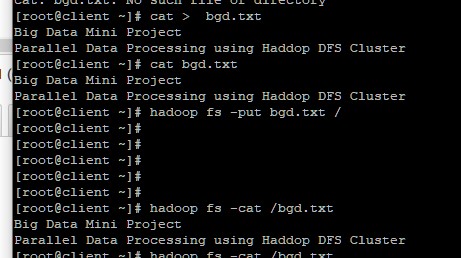 cat: bgd.txt: No such file or directory
[root@client ~]# cat >  bgd.txt
Big Data Mini Project
Parallel Data Processing using Haddop DFS Cluster
[root@client ~]# cat bgd.txt
Big Data Mini Project
Parallel Data Processing using Haddop DFS Cluster
[root@client ~]# hadoop fs -put bgd.txt /
[root@client ~]#
[root@client ~]#
[root@client ~]#
[root@client ~]#
[root@client ~]#
[root@client ~]# hadoop fs -cat /bgd.txt
Big Data Mini Project
Parallel Data Processing using Haddop DFS Cluster
[root@client ~]# hadoop fs -cat /bgd.txt